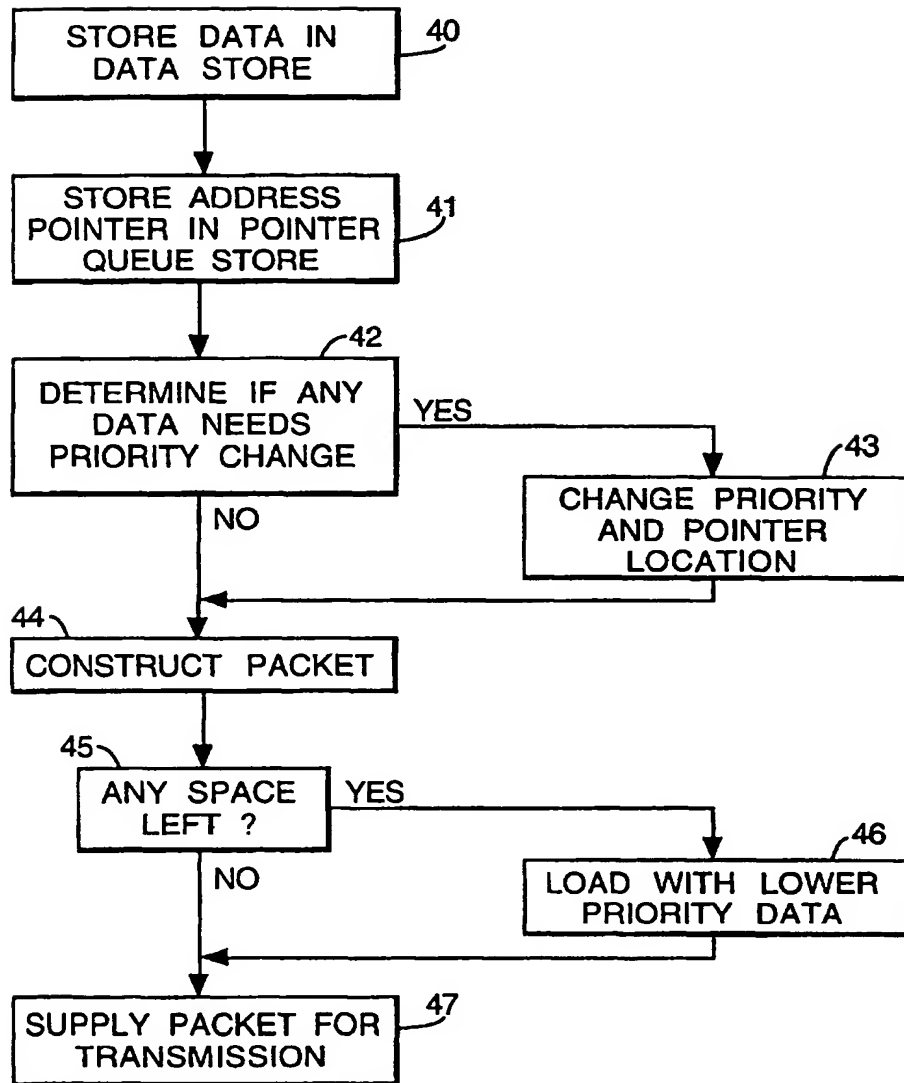 STORE DATA IN
DATA STORE
40
STORE ADDRESS
POINTER IN POINTER
QUEUE STORE
41
42
DETERMINE IF ANY
DATA NEEDS
PRIORITY CHANGE
YES
NO
43
CHANGE PRIORITY
AND POINTER
LOCATION
44
CONSTRUCT PACKET
45
ANY SPACE
LEFT ?
YES
NO
46
LOAD WITH LOWER
PRIORITY DATA
SUPPLY PACKET FOR
TRANSMISSION
47